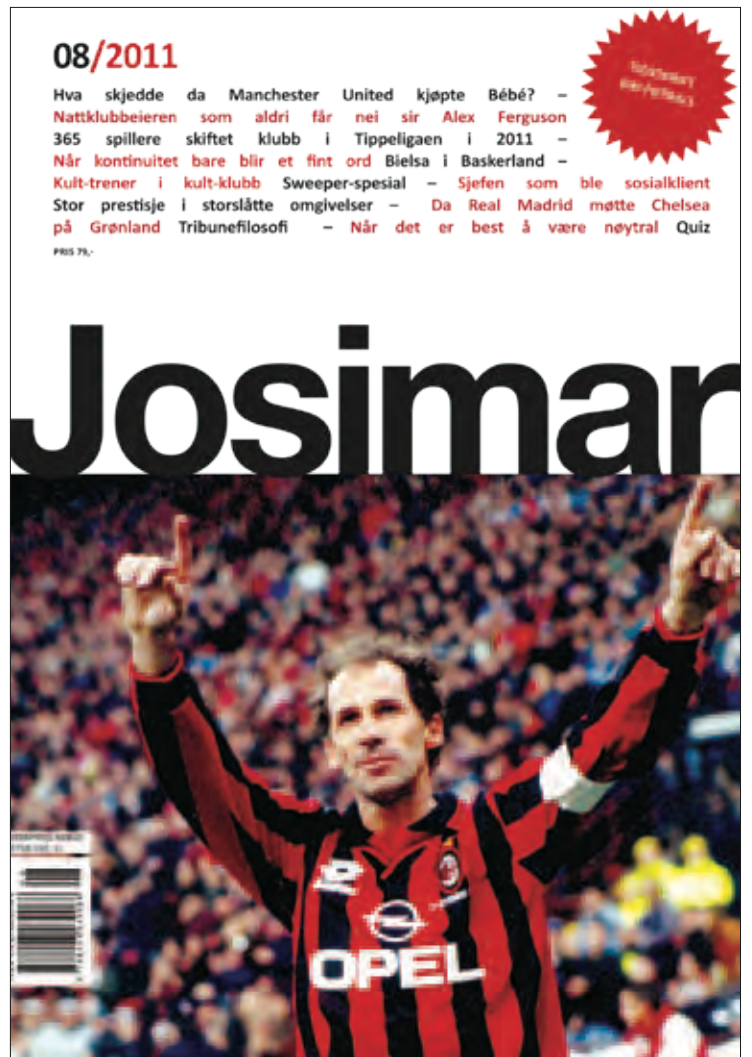 08/2011
Hva skjedde da Manchester United kjøpte Bébé? –
Nattklubbeieren som aldri får nei sir Alex Ferguson
365 spillere skiftet klubb i Tippeligaen i 2011 –
Når kontinuitet bare blir et fint ord Bielsa i Baskerland –
Kult-trener i kult-klubb Sweeper-spesial – Sjefen som ble sosialklient
Stor prestisje i storslåtte omgivelser – Da Real Madrid møtte Chelsea
på Grønland Tribunefilosofi – Når det er best å være nøytral Quiz
PRIS 79,-
Josimar
OPEL